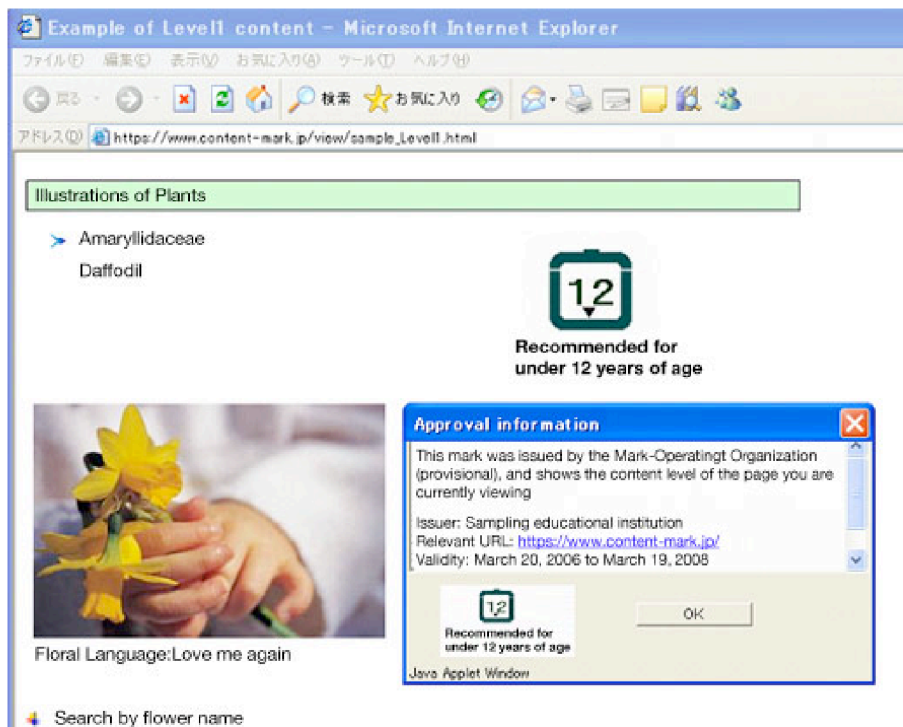 Example of Level1 content - Microsoft Internet Explorer
ファイル(F) 編集(E) 表示(V) お気に入り(A) ツール(T) ヘルプ(H)
戻る 検索 お気に入り
アドレス(D) https://www.content-mark.jp/view/sample_Level1.html
Illustrations of Plants
Amaryllidaceae
Daffodil
12
Recommended for
under 12 years of age
Approval information
This mark was issued by the Mark-Operatingt Organization
(provisional), and shows the content level of the page you are
currently viewing
Issuer: Sampling educational institution
Relevant URL: https://www.content-mark.jp/
Validity: March 20, 2006 to March 19, 2008
12
Recommended for
under 12 years of age
OK
Java Applet Window
Floral Language:Love me again
Search by flower name